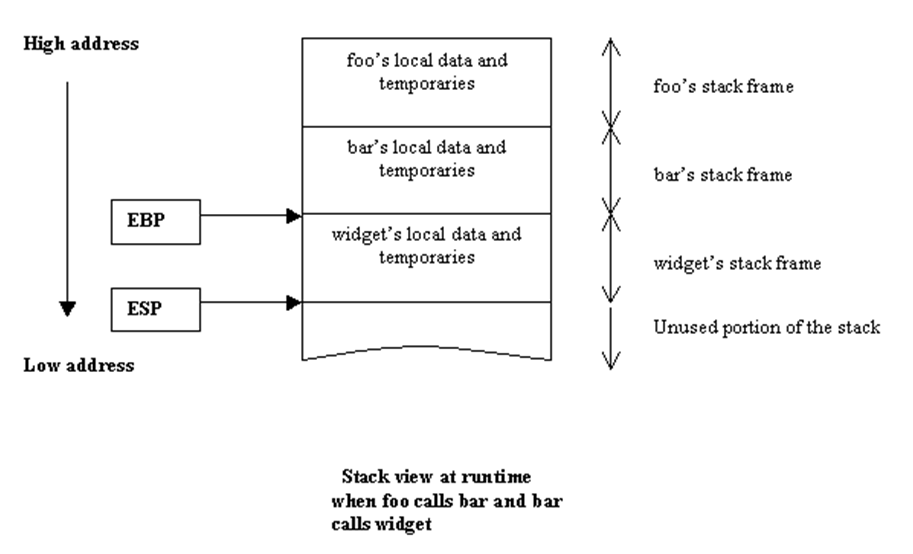 High address
foo's local data and
temporaries
foo's stack frame
bar's local data and
temporaries
bar's stack frame
EBP
widget's local data and
temporaries
widget's stack frame
ESP
Unused portion of the stack
Low address
Stack view at runtime
when foo calls bar and bar
calls widget